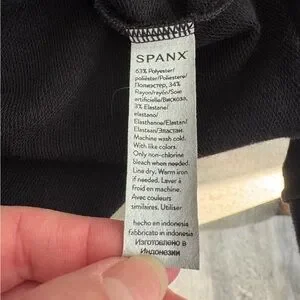 SPANX
63% Polyester/
poliéster/Poliestere/
Полиэстер, 34%
Rayon/rayón/Soie
artificielle/Вискоза,
3% Elastane/
elastano/
Elasthanne/Elastan/
Elastaan/Эластан.
Machine wash cold.
With like colors.
Only non-chlorine
bleach when needed.
Line dry. Warm iron
if needed. Laver à
froid en machine.
Avec couleurs
similaires. Utiliser
hecho en indonesia
fabbricato in indonesia
Изготовлено в
Индонезии